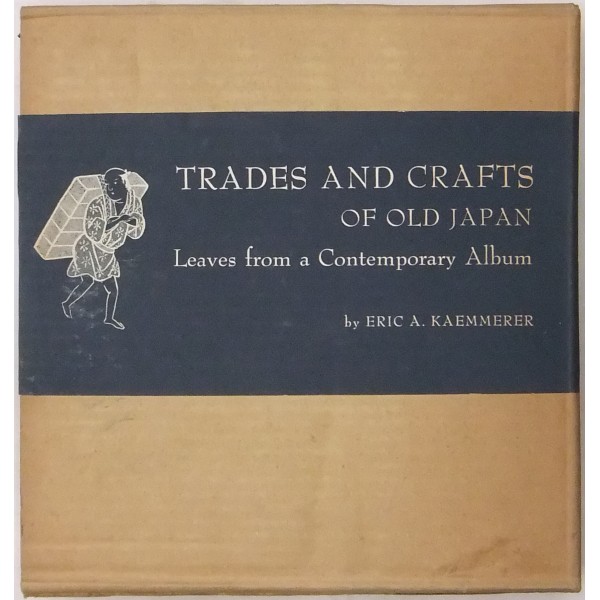 TRADES AND CRAFTS
OF OLD JAPAN
Leaves from a Contemporary Album
by ERIC A. KAEMMERER